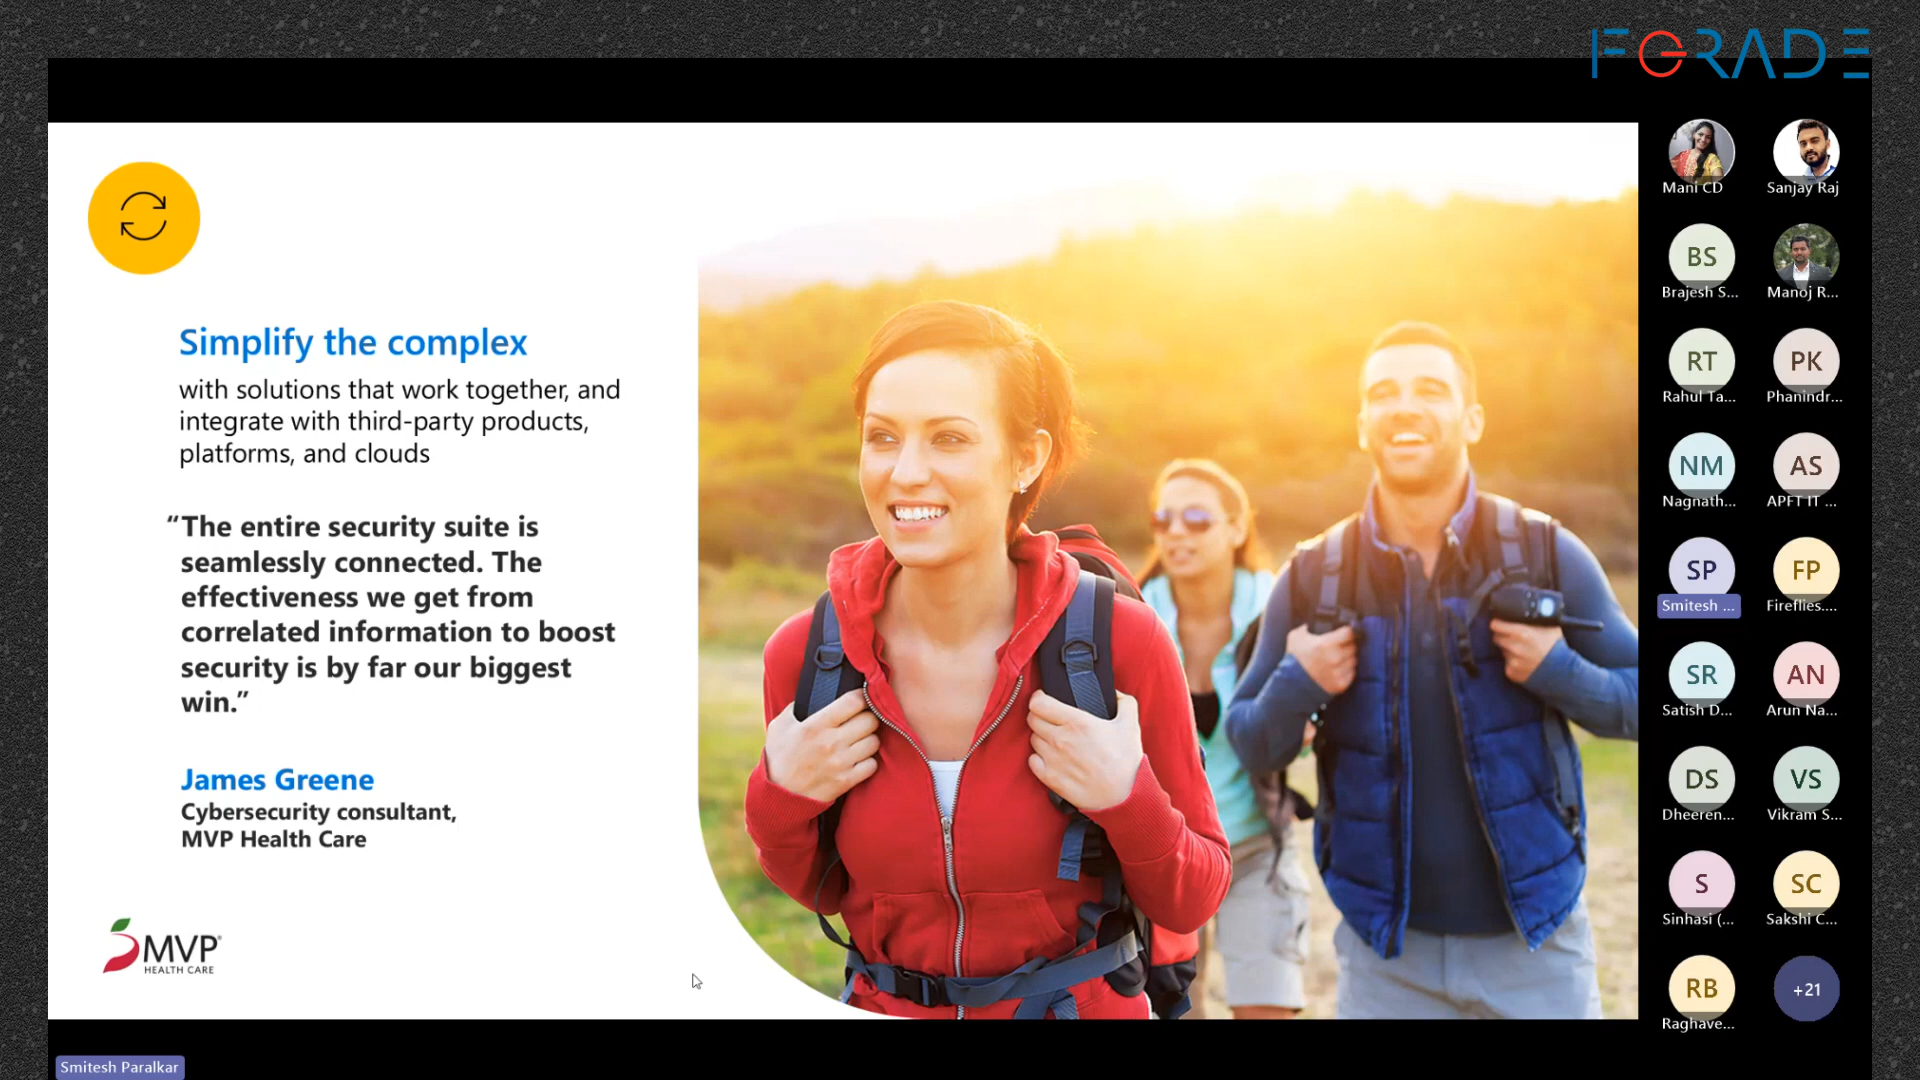 FGRADE
Simplify the complex
with solutions that work together, and
integrate with third-party products,
platforms, and clouds
“The entire security suite is
seamlessly connected. The
effectiveness we get from
correlated information to boost
security is by far our biggest
win.”
James Greene
Cybersecurity consultant,
MVP Health Care
MVP®
HEALTH CARE
Mani CD
Sanjay Raj
BS
Brajesh S...
Manoj R...
RT
Rahul Ta...
PK
Phanindr...
NM
Nagnath...
AS
APFT IT ...
SP
Smitesh ...
FP
Fireflies....
SR
Satish D...
AN
Arun Na...
DS
Dheeren...
VS
Vikram S...
S
Sinhasi (...
SC
Sakshi C...
RB
Raghave...
+21
Smitesh Paralkar